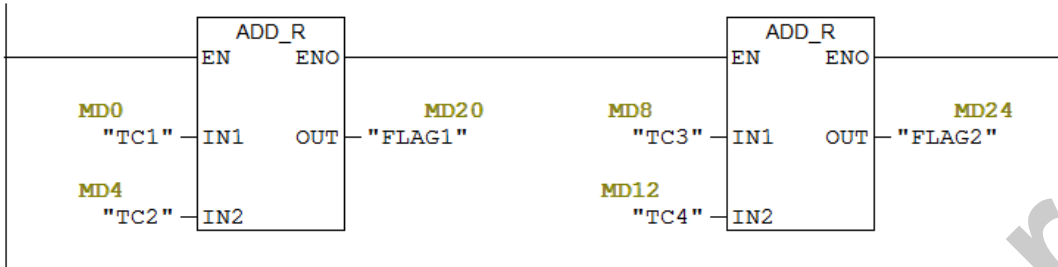 ADD_R ADD_R
EN ENO EN ENO
MD0 MD20 MD8 MD24
"TC1" IN1 OUT "FLAG1" "TC3" IN1 OUT "FLAG2"
MD4 MD12
"TC2" IN2 "TC4" IN2